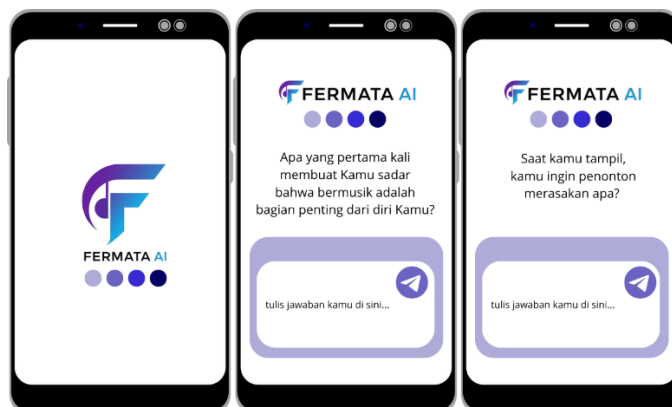 FERMATA AI
FERMATA AI
Apa yang pertama kali
membuat Kamu sadar
bahwa bermusik adalah
bagian penting dari diri Kamu?
tulis jawaban kamu di sini...
FERMATA AI
Saat kamu tampil,
kamu ingin penonton
merasakan apa?
tulis jawaban kamu di sini...